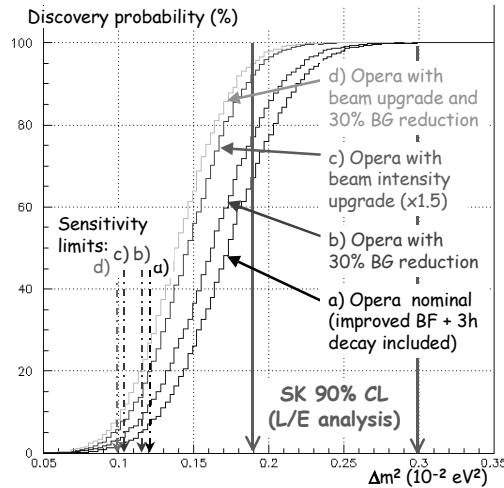 Discovery probability (%)
100
80
60
40
20
0
d) Opera with
beam upgrade and
30% BG reduction
c) Opera with
beam intensity
upgrade (x1.5)
b) Opera with
30% BG reduction
a) Opera nominal
(improved BF + 3h
decay included)
Sensitivity
limits:
d) c) b) a)
SK 90% CL
(L/E analysis)
0.05 0.1 0.15 0.2 0.25 0.3 0.35
Δm² (10⁻² eV²)